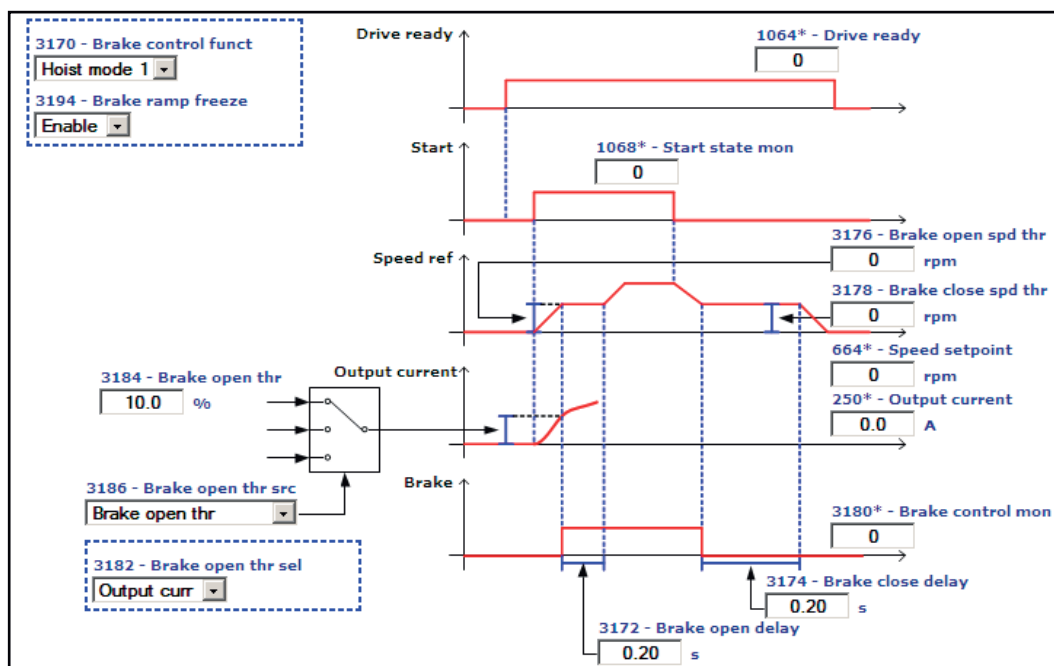 3170 - Brake control funct
Hoist mode 1
3194 - Brake ramp freeze
Enable
Drive ready
1064* - Drive ready
0
Start
1068* - Start state mon
0
Speed ref
3176 - Brake open spd thr
0 rpm
3178 - Brake close spd thr
0 rpm
664* - Speed setpoint
0 rpm
3184 - Brake open thr
10.0 %
Output current
250* - Output current
0.0 A
3186 - Brake open thr src
Brake open thr
Brake
3180* - Brake control mon
0
3182 - Brake open thr sel
Output curr
3174 - Brake close delay
0.20 s
3172 - Brake open delay
0.20 s